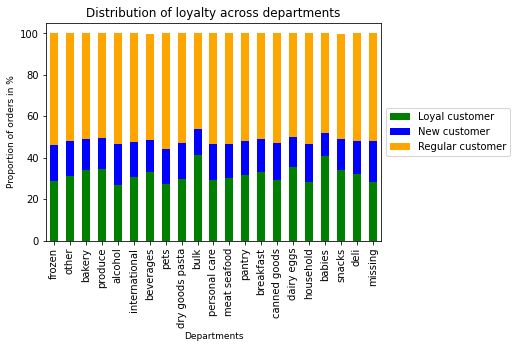 Distribution of loyalty across departments
Proportion of orders in %
100
80
60
40
20
0
Loyal customer
New customer
Regular customer
frozen
other
bakery
produce
alcohol
international
beverages
pets
dry goods pasta
bulk
personal care
meat seafood
pantry
breakfast
canned goods
dairy eggs
household
babies
snacks
deli
missing
Departments